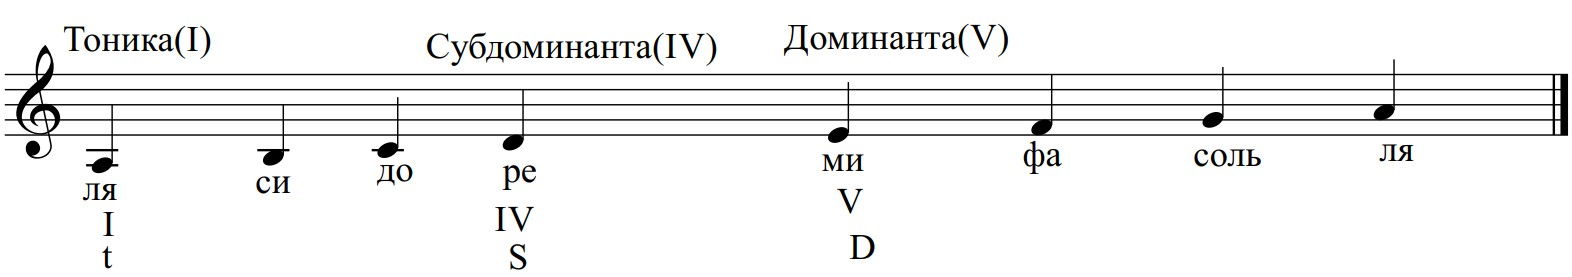 Тоника(I) Субдоминанта(IV) Доминанта(V)
ля си до ре ми фа соль ля
I IV V
t S D